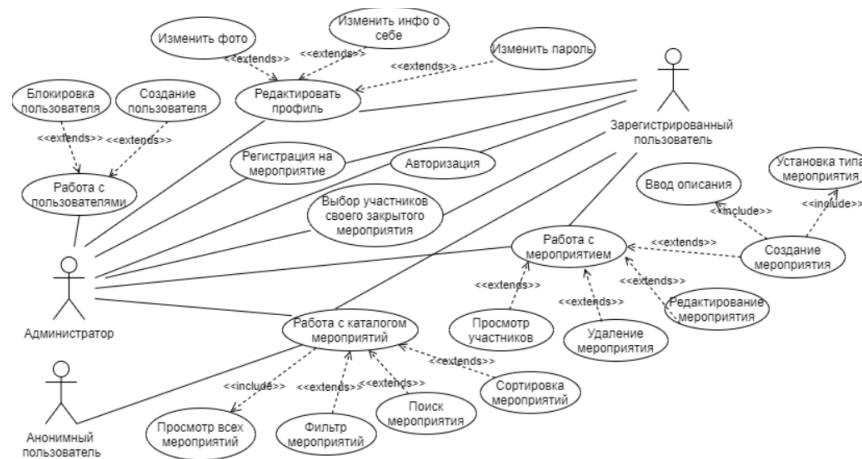 Изменить фото
Изменить инфо о
себе
Изменить пароль
<<extends>>
<<extends>>
<<extends>>
Блокировка
пользователя
Создание
пользователя
Редактировать
профиль
<<extends>>
<<extends>>
Работа с
пользователями
Регистрация на
мероприятие
Авторизация
Зарегистрированный
пользователь
Выбор участников
своего закрытого
мероприятия
Ввод описания
Установка типа
мероприятия
<<include>>
<<include>>
Работа с
мероприятием
<<extends>>
Создание
мероприятия
Администратор
<<extends>>
<<extends>>
<<extends>>
Просмотр
участников
Удаление
мероприятия
Редактирование
мероприятия
Работа с каталогом
мероприятий
<<include>>
<<extends>>
<<extends>>
<<extends>>
Просмотр всех
мероприятий
Фильтр
мероприятий
Поиск
мероприятия
Сортировка
мероприятий
Анонимный
пользователь